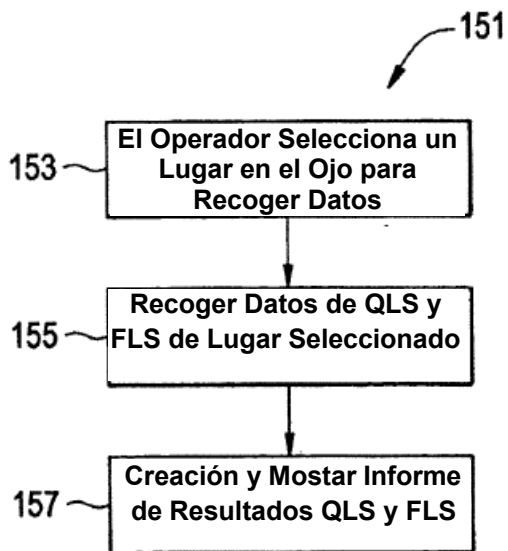 151
153
El Operador Selecciona un
Lugar en el Ojo para
Recoger Datos
155
Recoger Datos de QLS y
FLS de Lugar Seleccionado
157
Creación y Mostar Informe
de Resultados QLS y FLS